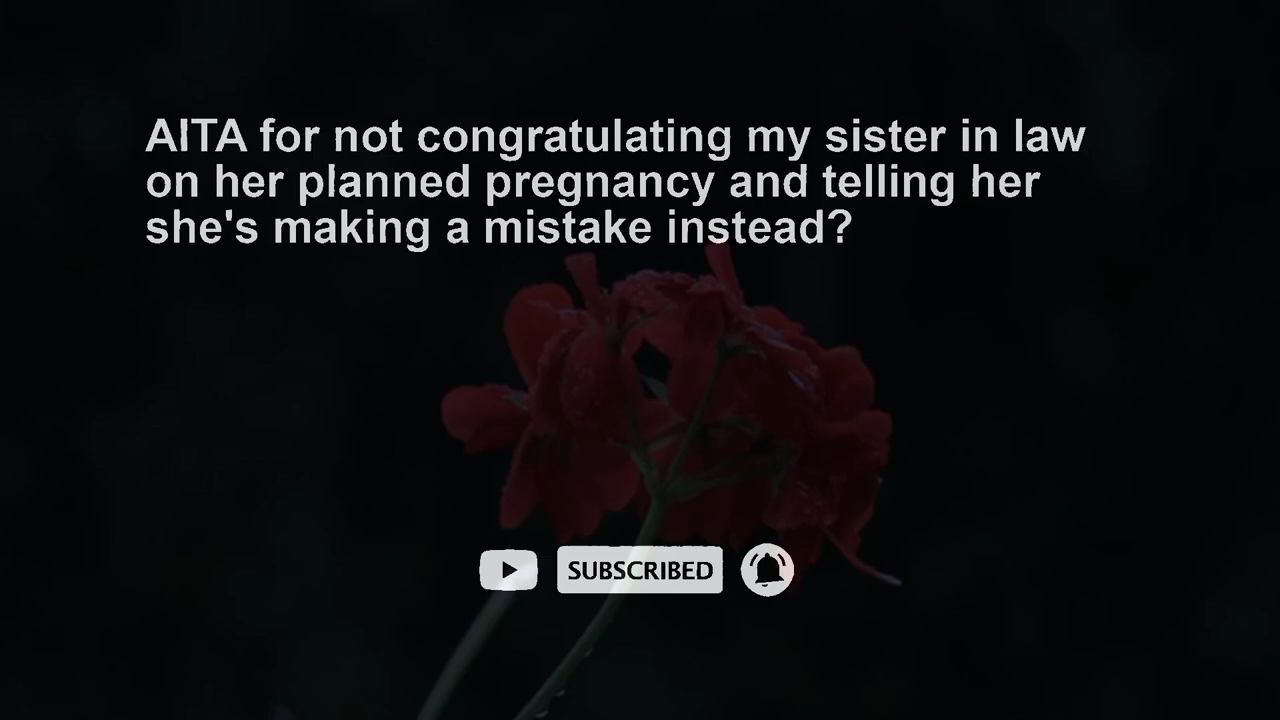 AITA for not congratulating my sister in law
on her planned pregnancy and telling her
she's making a mistake instead?
SUBSCRIBED